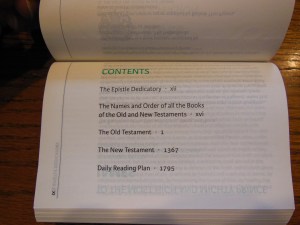 CONTENTS
The Epistle Dedicatory · xii
The Names and Order of all the Books
of the Old and New Testaments · xvi
The Old Testament · 1
The New Testament · 1367
Daily Reading Plan · 1795